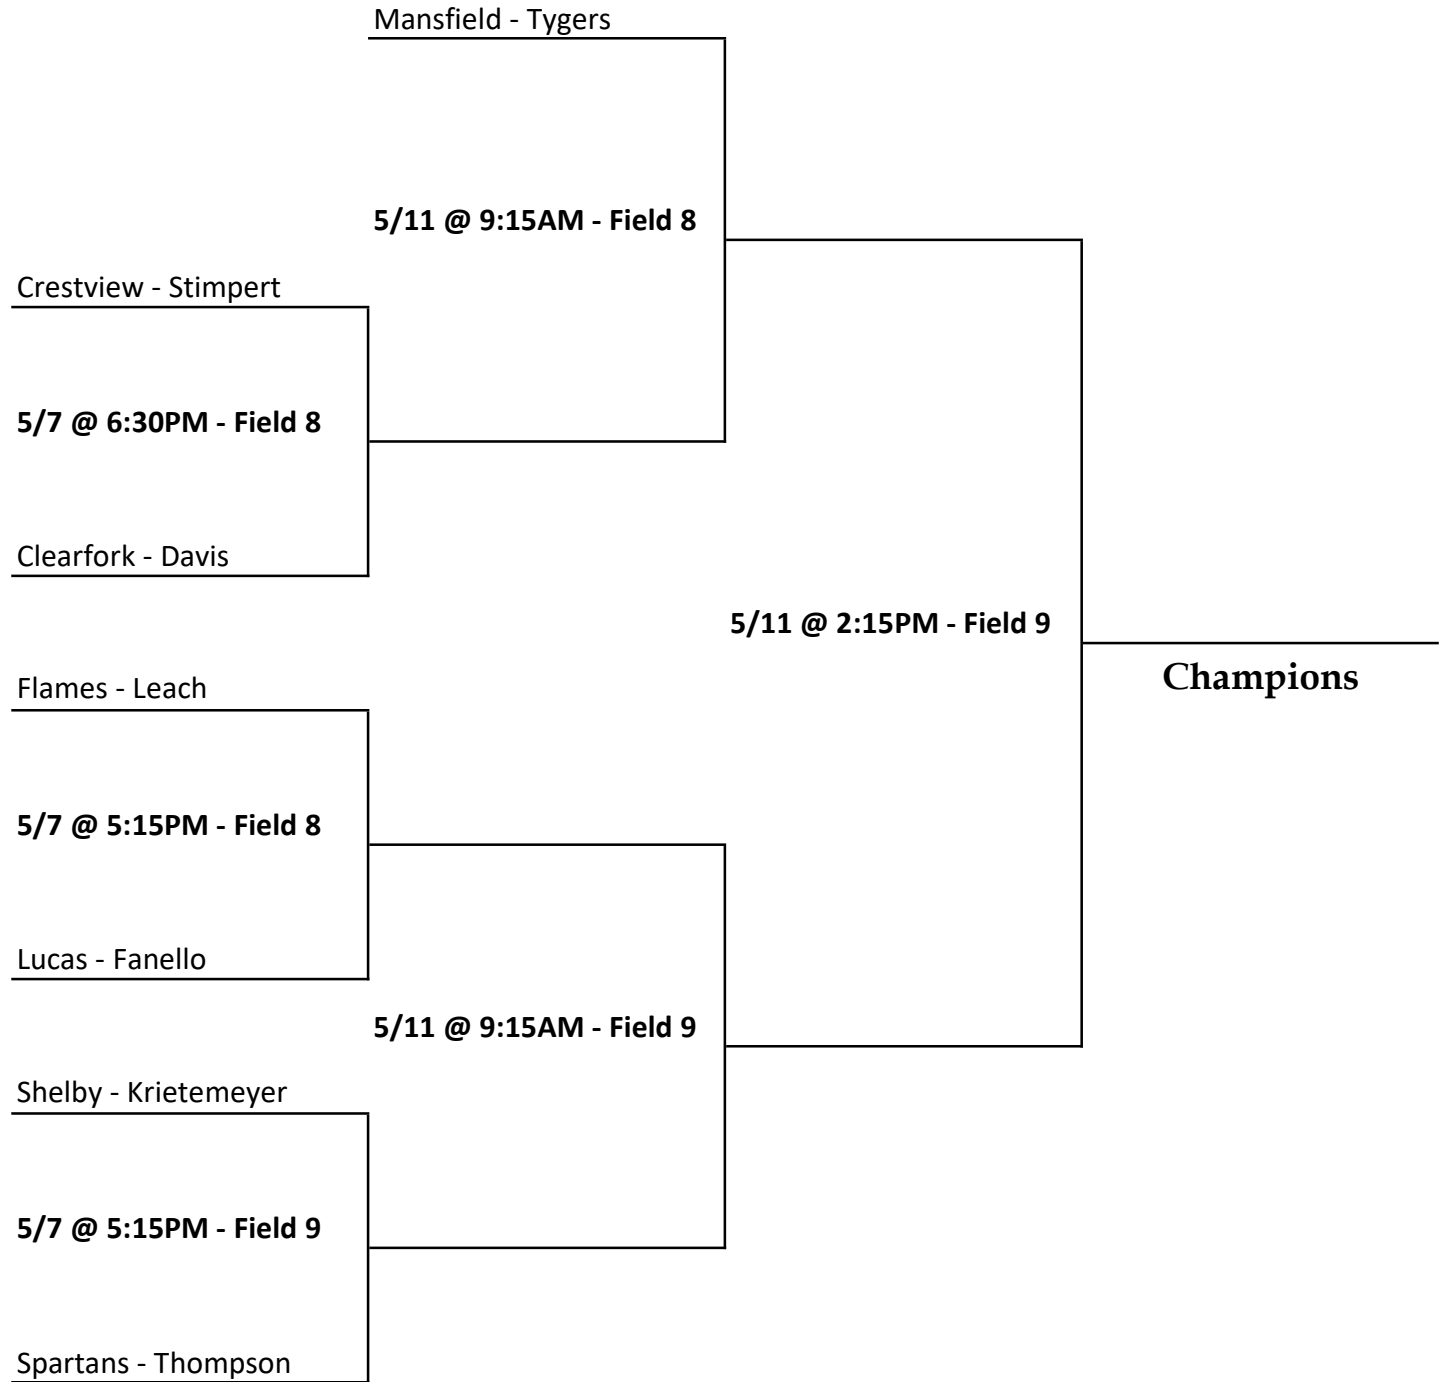 Mansfield - Tygers
5/11 @ 9:15AM - Field 8
Crestview - Stimpert
5/7 @ 6:30PM - Field 8
Clearfork - Davis
5/11 @ 2:15PM - Field 9
Champions
Flames - Leach
5/7 @ 5:15PM - Field 8
Lucas - Fanello
5/11 @ 9:15AM - Field 9
Shelby - Krietemeyer
5/7 @ 5:15PM - Field 9
Spartans - Thompson